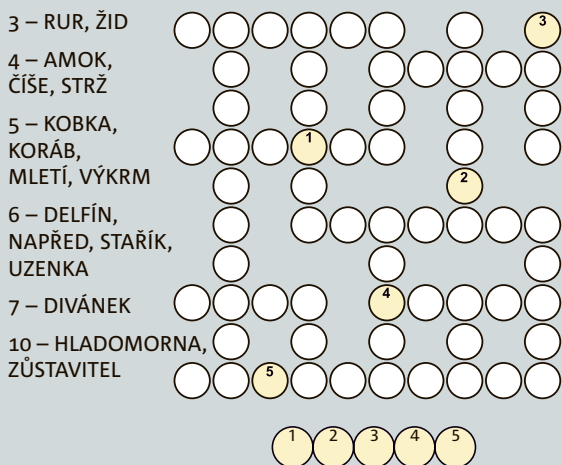 3 – RUR, ŽID
4 – AMOK,
ČÍŠE, STRŽ
5 – KOBKA,
KORÁB,
MLETÍ, VÝKRM
6 – DELFÍN,
NAPŘED, STAŘÍK,
UZENKA
7 – DIVÁNEK
10 – HLADOMORNA,
ZŮSTAVITEL
3
1
2
4
5
1 2 3 4 5